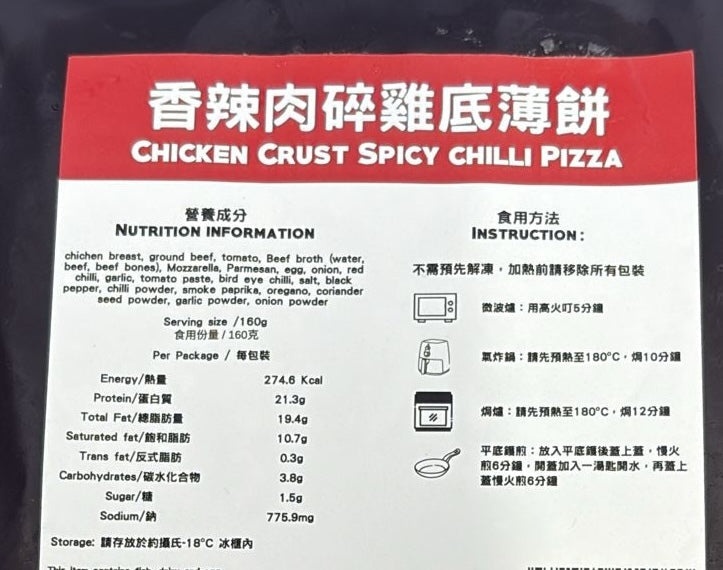 香辣肉碎雞底薄餅
CHICKEN CRUST SPICY CHILLI PIZZA
營養成分
NUTRITION INFORMATION
chichen breast, ground beef, tomato, Beef broth (water,
beef, beef bones), Mozzarella, Parmesan, egg, onion, red
chilli, garlic, tomato paste, bird eye chilli, salt, black
pepper, chilli powder, smoke paprika, oregano, coriander
seed powder, garlic powder, onion powder
Serving size /160g
食用份量 / 160克
Per Package / 每包裝
Energy/熱量 274.6 Kcal
Protein/蛋白質 21.3g
Total Fat/總脂肪量 19.4g
Saturated fat/飽和脂肪 10.7g
Trans fat/反式脂肪 0.3g
Carbohydrates/碳水化合物 3.8g
Sugar/糖 1.5g
Sodium/鈉 775.9mg
Storage: 請存放於約攝氏-18°C 冰櫃內
This item contains
食用方法
INSTRUCTION:
不需預先解凍，加熱前請移除所有包裝
微波爐：用高火叮5分鐘
氣炸鍋：請先預熱至180°C，焗10分鐘
焗爐：請先預熱至180°C，焗12分鐘
平底鑊煎：放入平底鑊後蓋上蓋，慢火
煎6分鐘，開蓋加入一湯匙開水，再蓋上
蓋慢火煎6分鐘